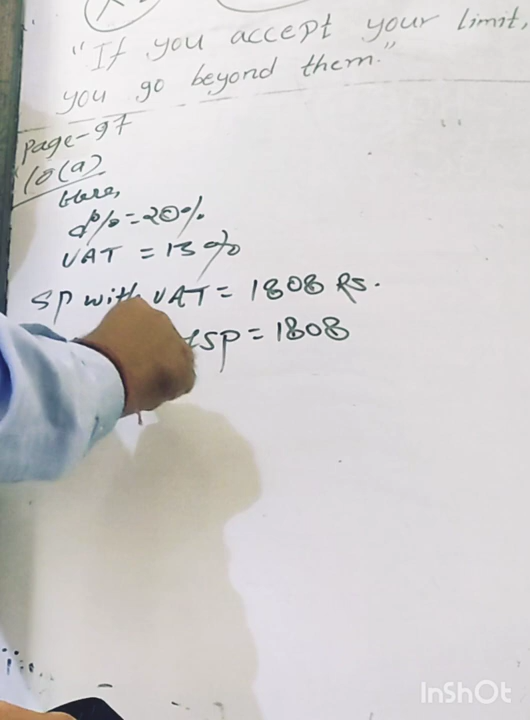 "If you accept your limit,
you go beyond them."
Page-97
10(a)
Here,
d% = 20%
VAT = 13%
SP with VAT = 1808 RS.
SP = 1808
InShOt